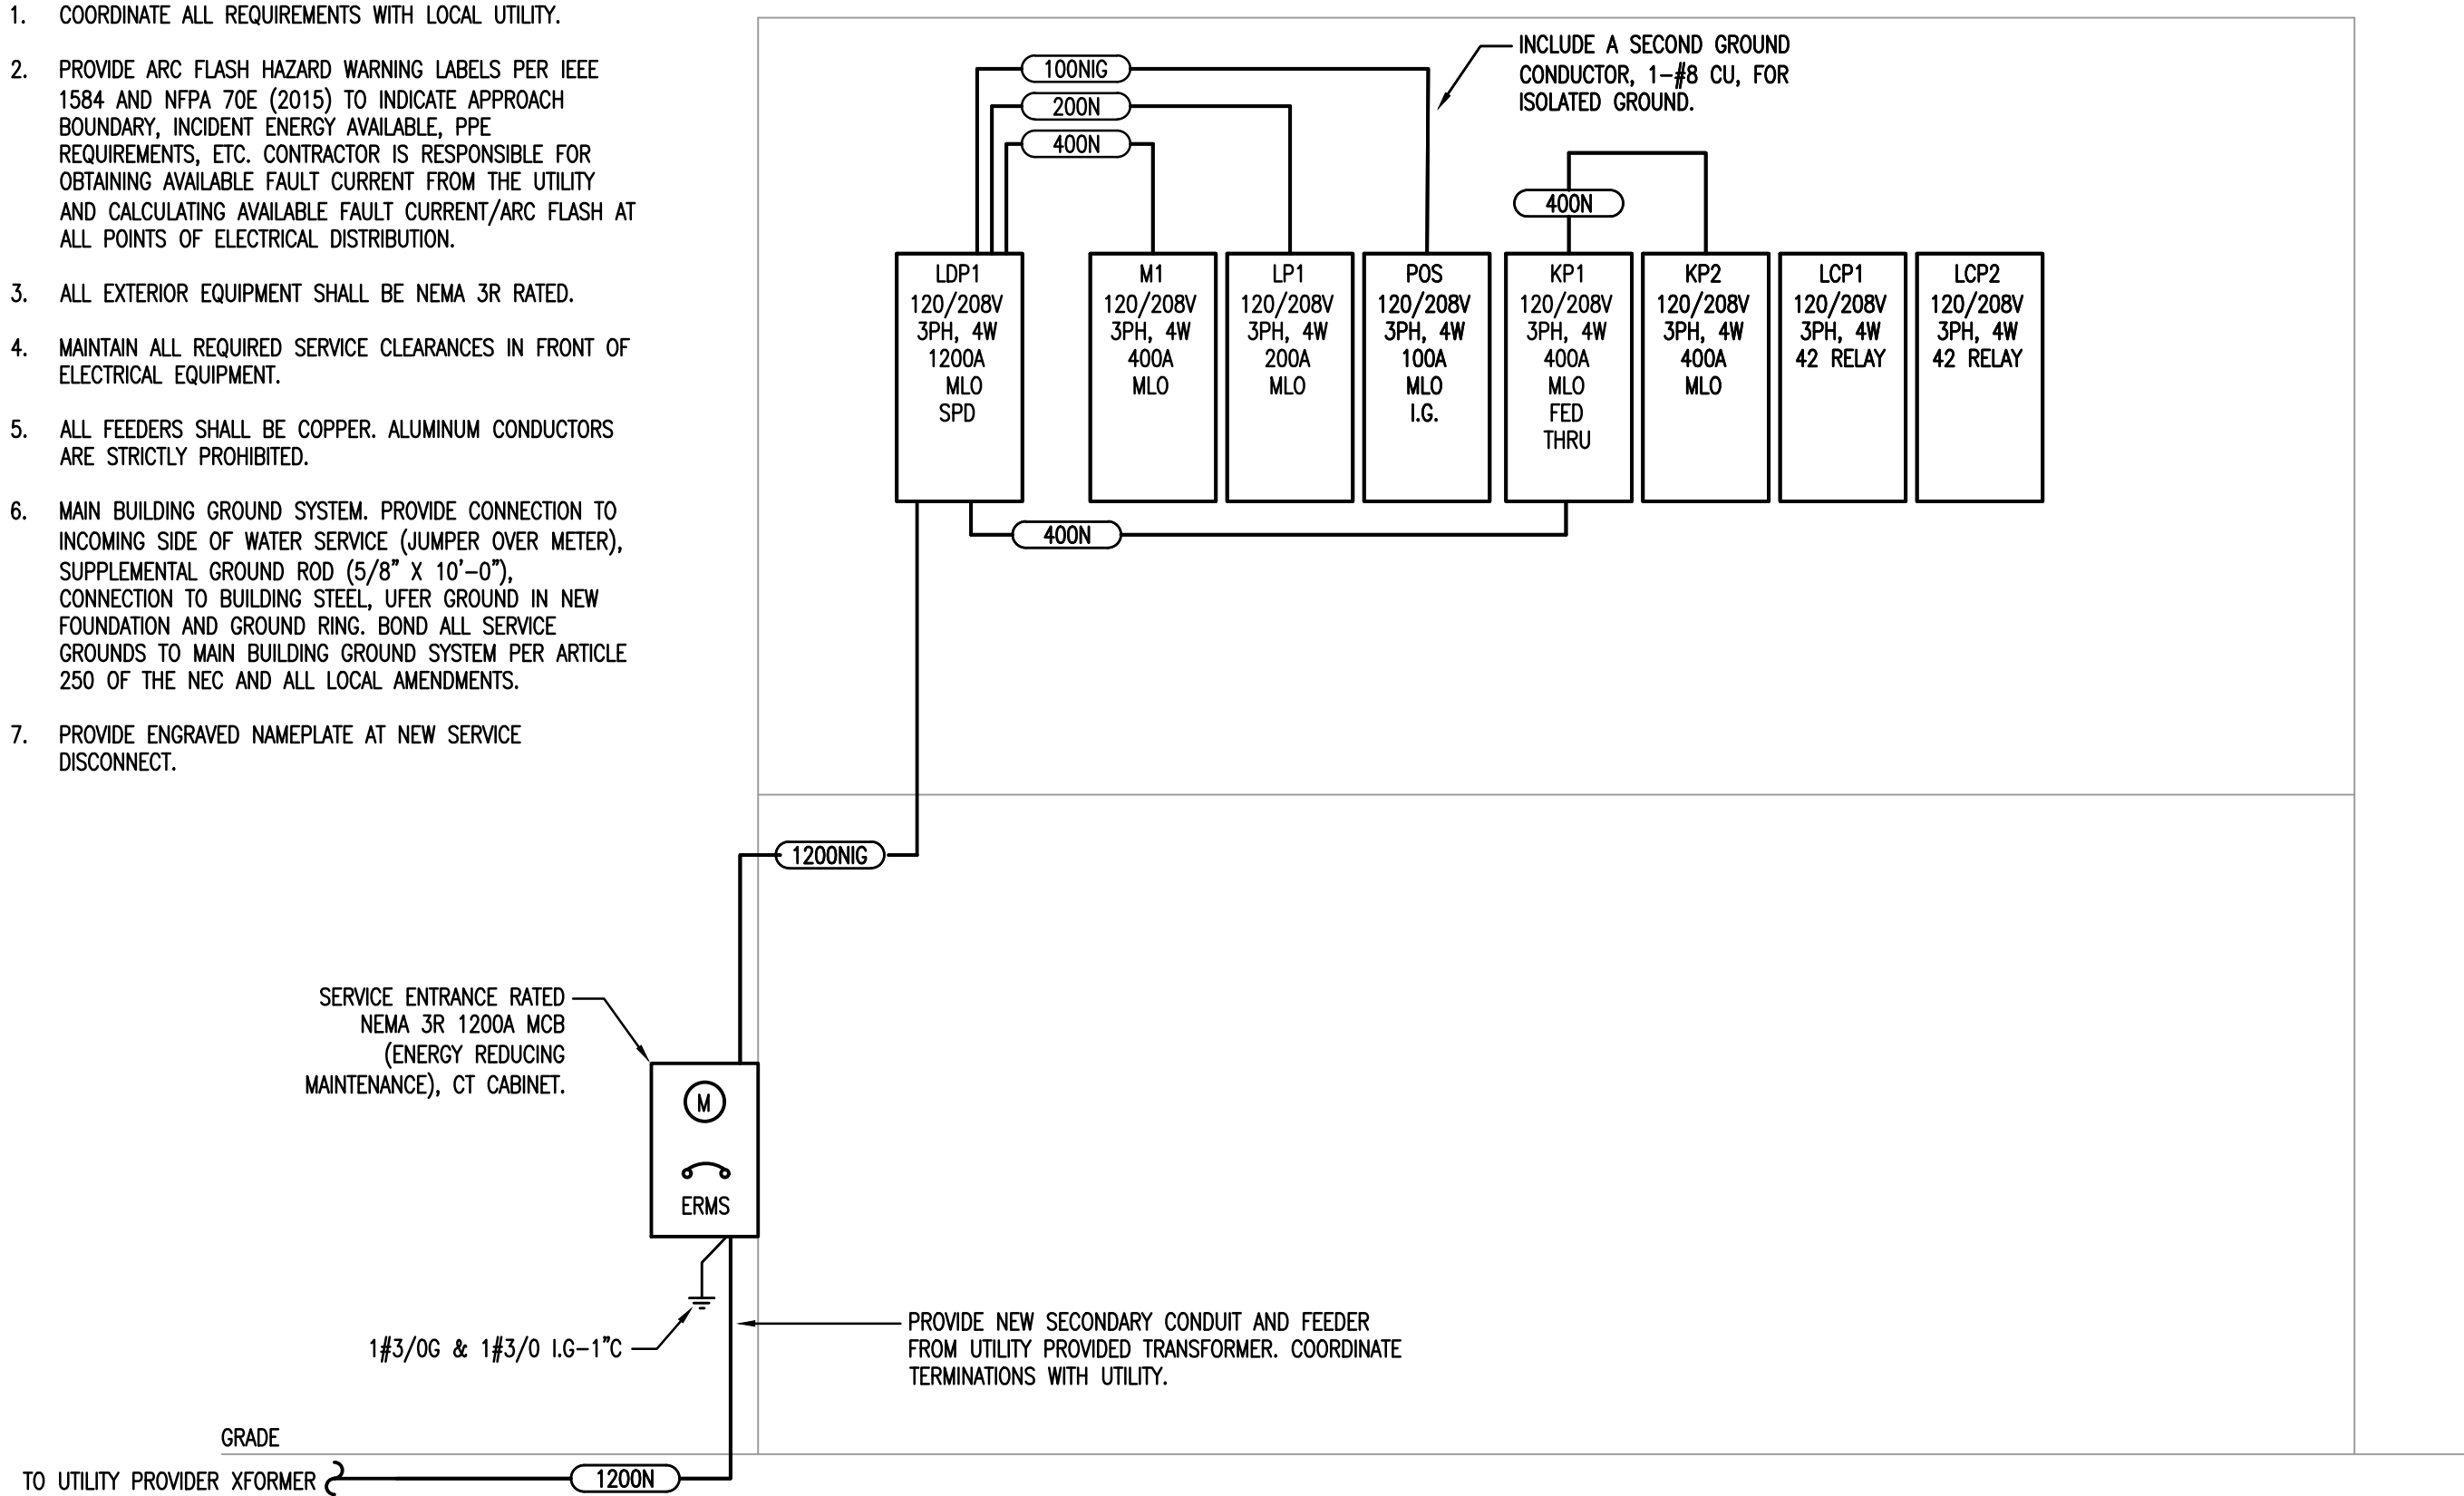 1. COORDINATE ALL REQUIREMENTS WITH LOCAL UTILITY.
2. PROVIDE ARC FLASH HAZARD WARNING LABELS PER IEEE
1584 AND NFPA 70E (2015) TO INDICATE APPROACH
BOUNDARY, INCIDENT ENERGY AVAILABLE, PPE
REQUIREMENTS, ETC. CONTRACTOR IS RESPONSIBLE FOR
OBTAINING AVAILABLE FAULT CURRENT FROM THE UTILITY
AND CALCULATING AVAILABLE FAULT CURRENT/ARC FLASH AT
ALL POINTS OF ELECTRICAL DISTRIBUTION.
3. ALL EXTERIOR EQUIPMENT SHALL BE NEMA 3R RATED.
4. MAINTAIN ALL REQUIRED SERVICE CLEARANCES IN FRONT OF
ELECTRICAL EQUIPMENT.
5. ALL FEEDERS SHALL BE COPPER. ALUMINUM CONDUCTORS
ARE STRICTLY PROHIBITED.
6. MAIN BUILDING GROUND SYSTEM. PROVIDE CONNECTION TO
INCOMING SIDE OF WATER SERVICE (JUMPER OVER METER),
SUPPLEMENTAL GROUND ROD (5/8" X 10'-0"),
CONNECTION TO BUILDING STEEL, UFER GROUND IN NEW
FOUNDATION AND GROUND RING. BOND ALL SERVICE
GROUNDS TO MAIN BUILDING GROUND SYSTEM PER ARTICLE
250 OF THE NEC AND ALL LOCAL AMENDMENTS.
7. PROVIDE ENGRAVED NAMEPLATE AT NEW SERVICE
DISCONNECT.
100NIG
200N
400N
INCLUDE A SECOND GROUND
CONDUCTOR, 1-#8 CU, FOR
ISOLATED GROUND.
400N
LDP1
120/208V
3PH, 4W
1200A
MLO
SPD
M1
120/208V
3PH, 4W
400A
MLO
LP1
120/208V
3PH, 4W
200A
MLO
POS
120/208V
3PH, 4W
100A
MLO
I.G.
KP1
120/208V
3PH, 4W
400A
MLO
FED
THRU
KP2
120/208V
3PH, 4W
400A
MLO
LCP1
120/208V
3PH, 4W
42 RELAY
LCP2
120/208V
3PH, 4W
42 RELAY
400N
1200NIG
SERVICE ENTRANCE RATED
NEMA 3R 1200A MCB
(ENERGY REDUCING
MAINTENANCE), CT CABINET.
M
ERMS
1#3/0G & 1#3/0 I.G-1"C
PROVIDE NEW SECONDARY CONDUIT AND FEEDER
FROM UTILITY PROVIDED TRANSFORMER. COORDINATE
TERMINATIONS WITH UTILITY.
GRADE
TO UTILITY PROVIDER XFORMER
1200N